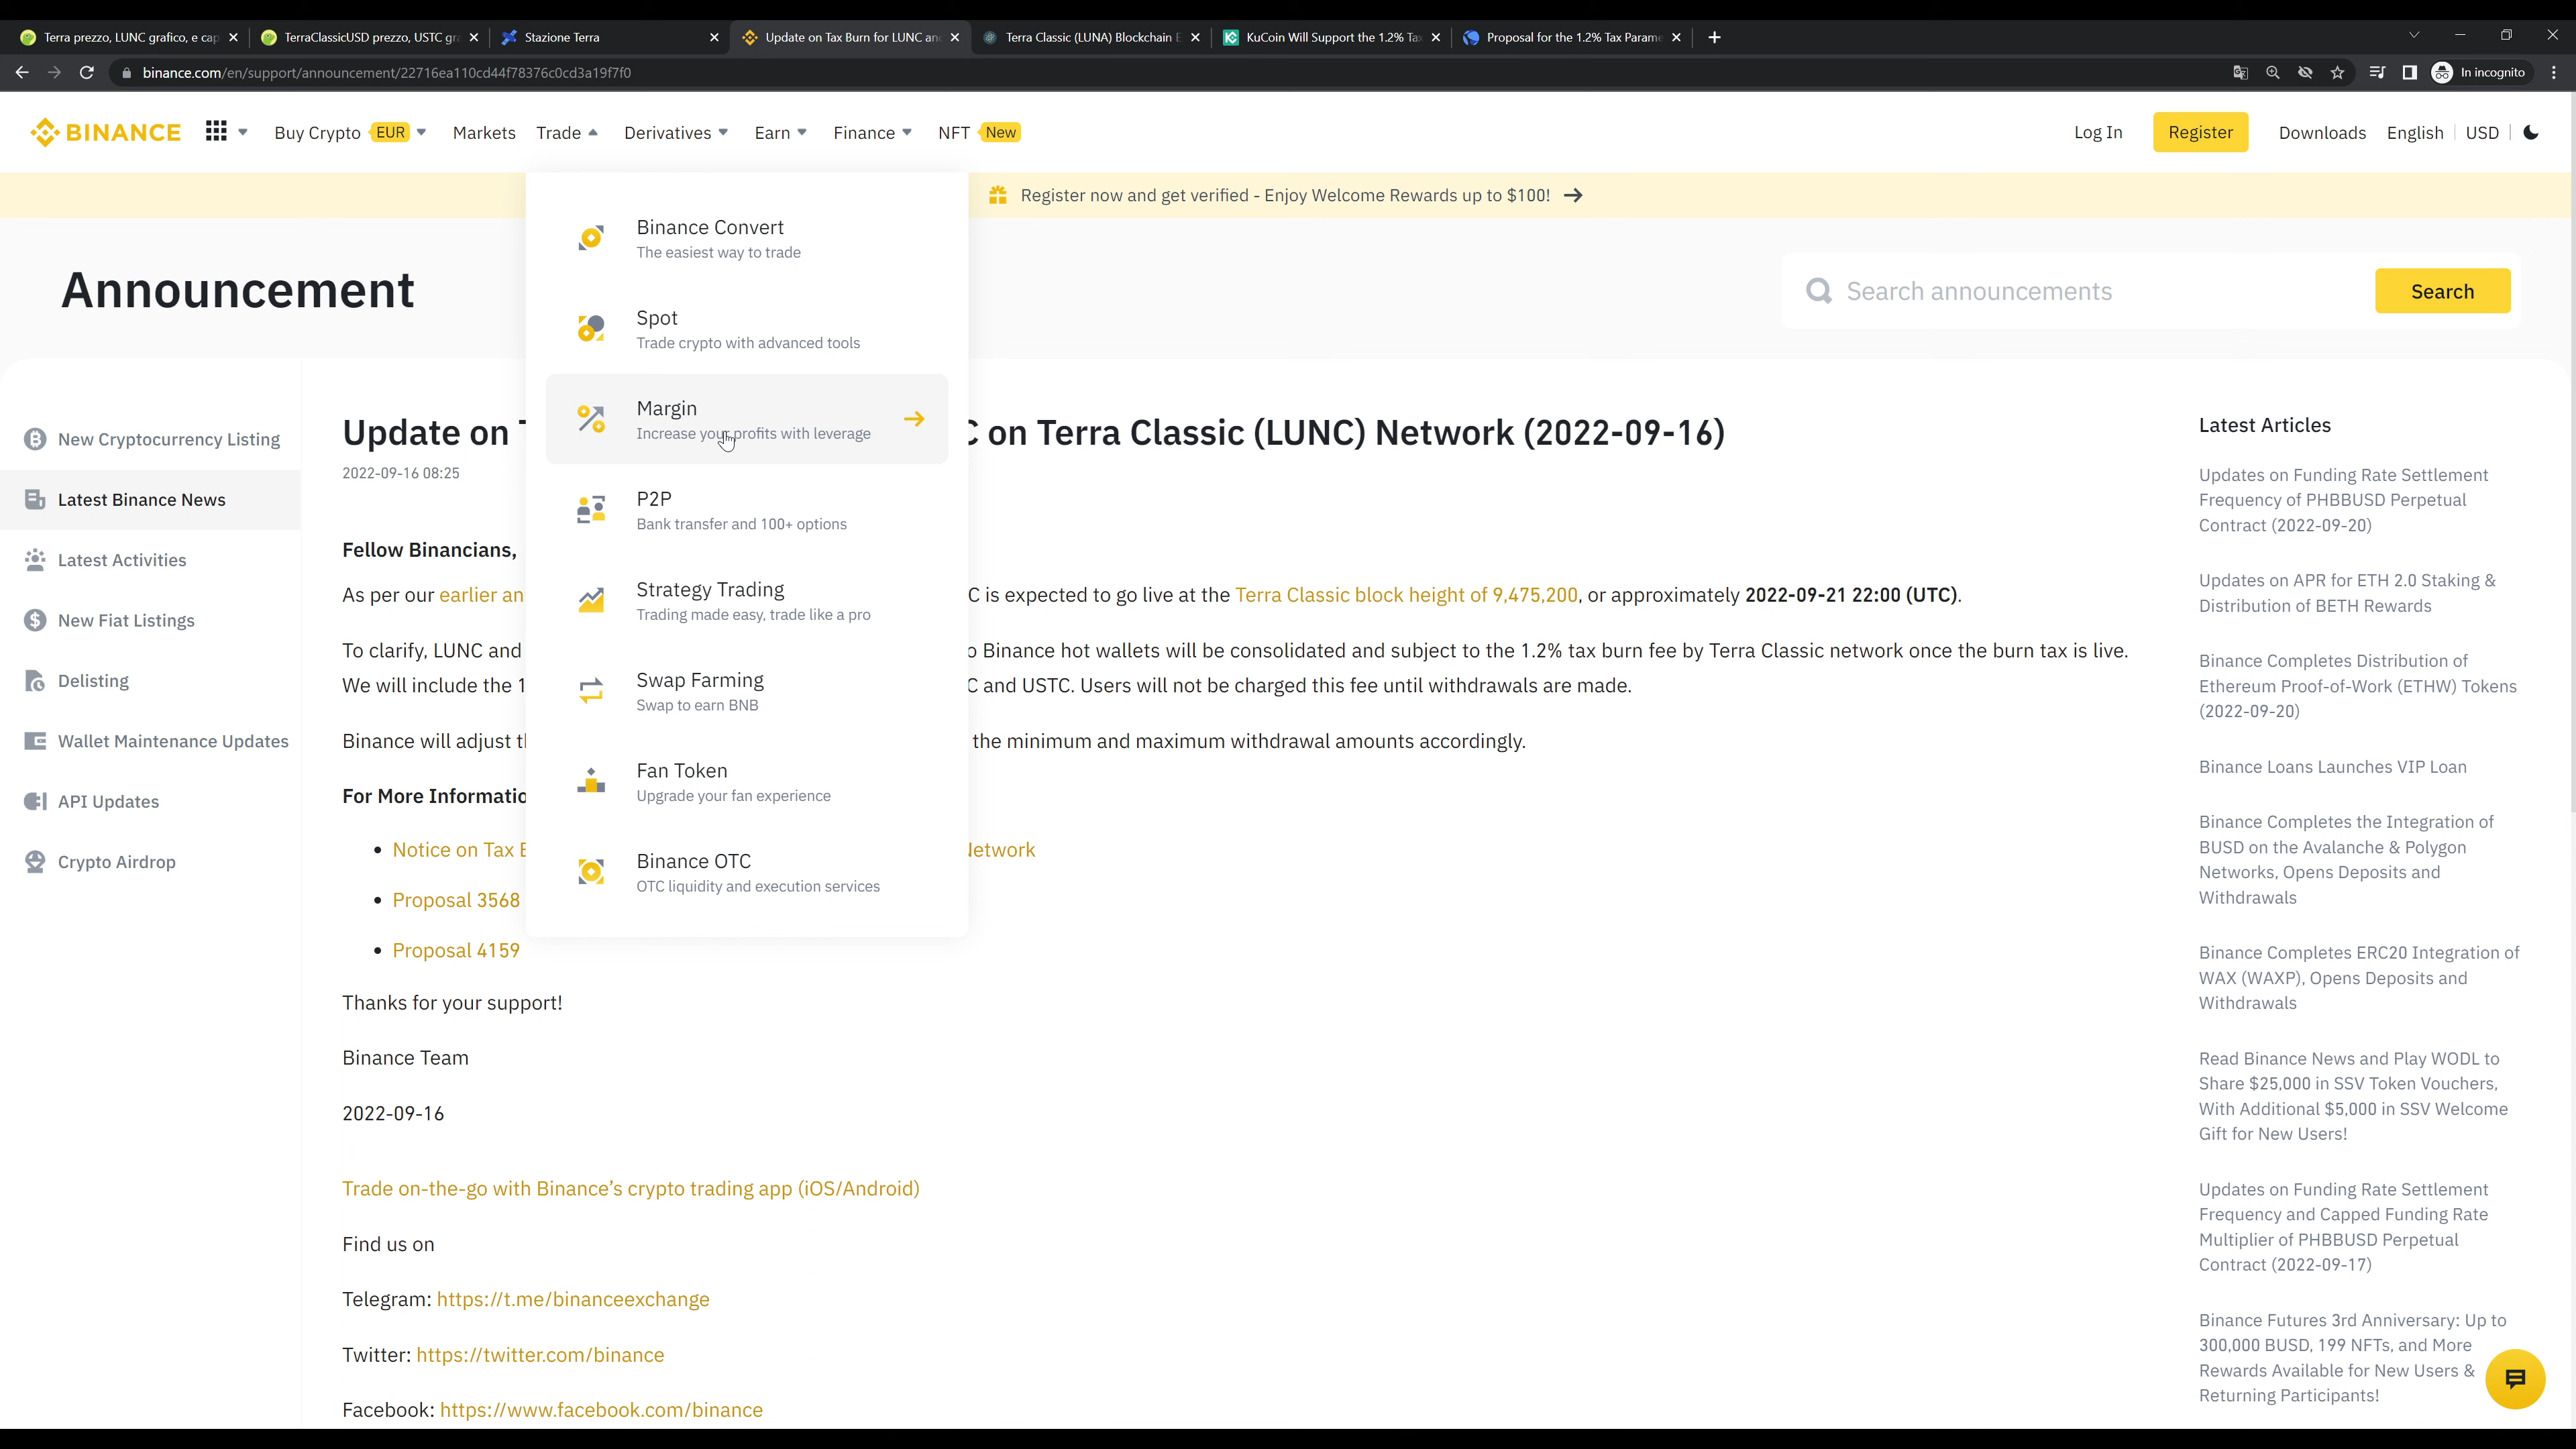 Terra prezzo, LUNC grafico, e cap
TerraClassicUSD prezzo, USTC gra
Stazione Terra
Update on Tax Burn for LUNC an
Terra Classic (LUNA) Blockchain E
KuCoin Will Support the 1.2% Tax
Proposal for the 1.2% Tax Parame
binance.com/en/support/announcement/22716ea110cd44f78376c0cd3a19f7f0
In incognito
BINANCE
Buy Crypto EUR
Markets
Trade
Derivatives
Earn
Finance
NFT New
Log In
Register
Downloads
English
USD
Register now and get verified - Enjoy Welcome Rewards up to $100!
Announcement
Search announcements
Search
Binance Convert
The easiest way to trade
Spot
Trade crypto with advanced tools
Margin
Increase your profits with leverage
P2P
Bank transfer and 100+ options
Strategy Trading
Trading made easy, trade like a pro
Swap Farming
Swap to earn BNB
Fan Token
Upgrade your fan experience
Binance OTC
OTC liquidity and execution services
New Cryptocurrency Listing
Latest Binance News
Latest Activities
New Fiat Listings
Delisting
Wallet Maintenance Updates
API Updates
Crypto Airdrop
Update on C on Terra Classic (LUNC) Network (2022-09-16)
2022-09-16 08:25
Fellow Binancians,
As per our earlier an C is expected to go live at the Terra Classic block height of 9,475,200, or approximately 2022-09-21 22:00 (UTC).
To clarify, LUNC and o Binance hot wallets will be consolidated and subject to the 1.2% tax burn fee by Terra Classic network once the burn tax is live.
We will include the 1 C and USTC. Users will not be charged this fee until withdrawals are made.
Binance will adjust th the minimum and maximum withdrawal amounts accordingly.
For More Informatio
Notice on Tax B Network
Proposal 3568
Proposal 4159
Thanks for your support!
Binance Team
2022-09-16
Trade on-the-go with Binance’s crypto trading app (iOS/Android)
Find us on
Telegram: https://t.me/binanceexchange
Twitter: https://twitter.com/binance
Facebook: https://www.facebook.com/binance
Latest Articles
Updates on Funding Rate Settlement
Frequency of PHBBUSD Perpetual
Contract (2022-09-20)
Updates on APR for ETH 2.0 Staking &
Distribution of BETH Rewards
Binance Completes Distribution of
Ethereum Proof-of-Work (ETHW) Tokens
(2022-09-20)
Binance Loans Launches VIP Loan
Binance Completes the Integration of
BUSD on the Avalanche & Polygon
Networks, Opens Deposits and
Withdrawals
Binance Completes ERC20 Integration of
WAX (WAXP), Opens Deposits and
Withdrawals
Read Binance News and Play WODL to
Share $25,000 in SSV Token Vouchers,
With Additional $5,000 in SSV Welcome
Gift for New Users!
Updates on Funding Rate Settlement
Frequency and Capped Funding Rate
Multiplier of PHBBUSD Perpetual
Contract (2022-09-17)
Binance Futures 3rd Anniversary: Up to
300,000 BUSD, 199 NFTs, and More
Rewards Available for New Users &
Returning Participants!